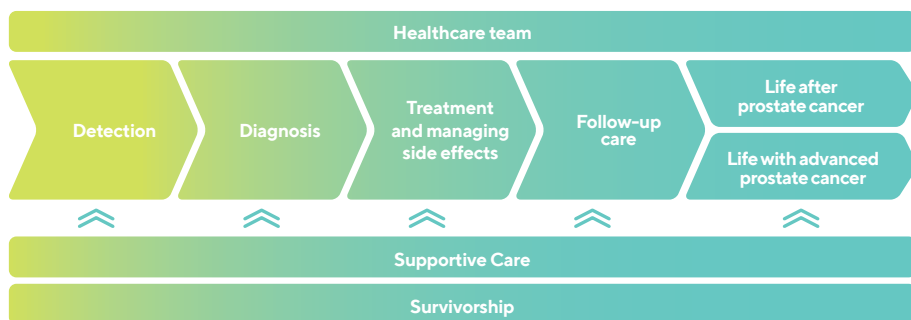 Healthcare team
Detection
Diagnosis
Treatment
and managing
side effects
Follow-up
care
Life after
prostate cancer
Life with advanced
prostate cancer
Supportive Care
Survivorship